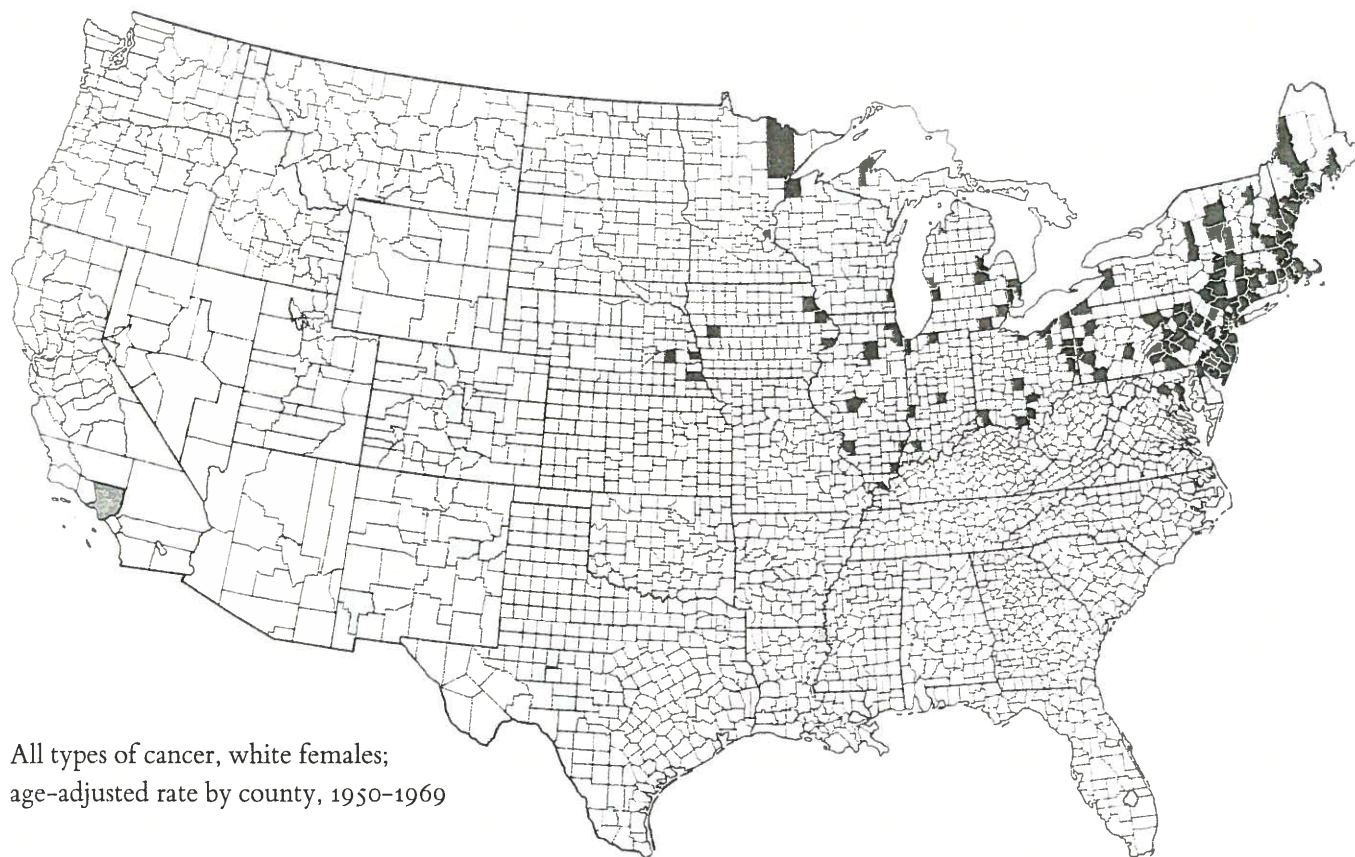 All types of cancer, white females;
age-adjusted rate by county, 1950–1969